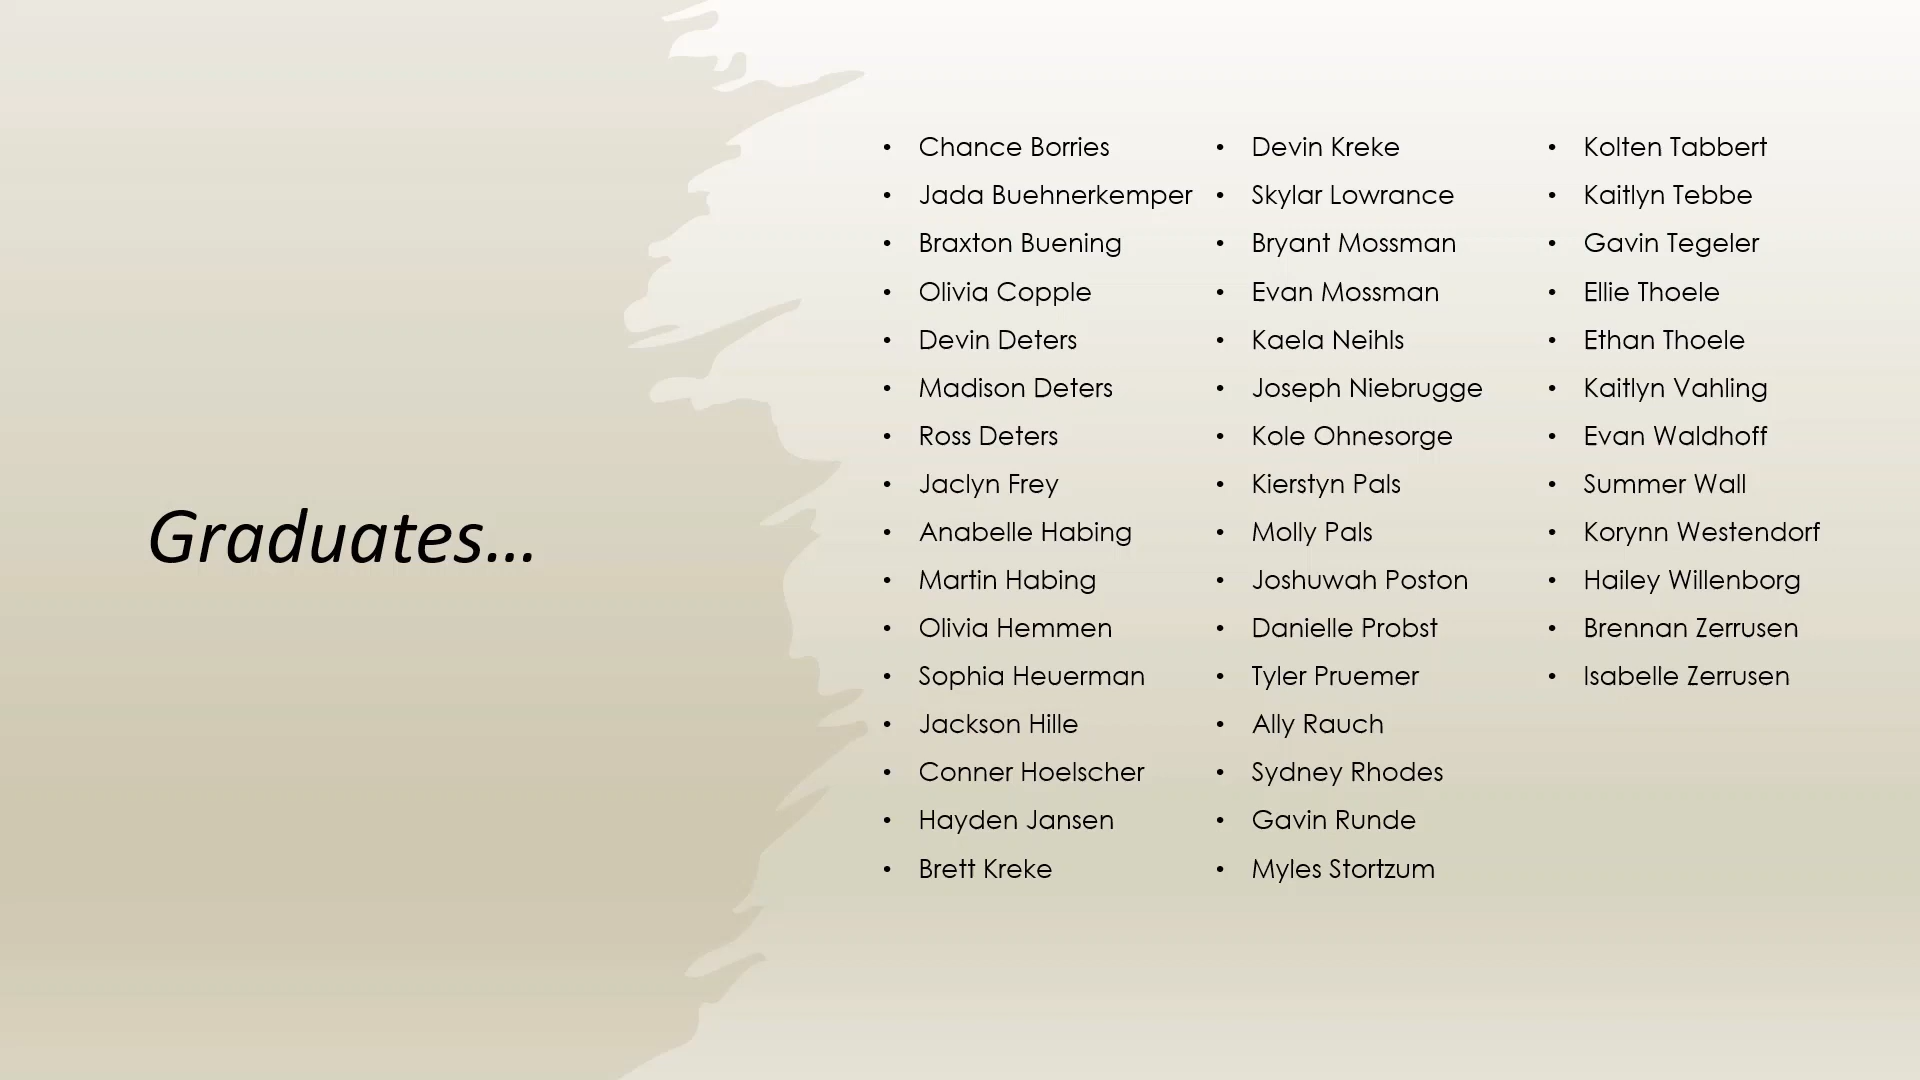 Graduates…
• Chance Borries
• Jada Buehnerkemper
• Braxton Buening
• Olivia Copple
• Devin Deters
• Madison Deters
• Ross Deters
• Jaclyn Frey
• Anabelle Habing
• Martin Habing
• Olivia Hemmen
• Sophia Heuerman
• Jackson Hille
• Conner Hoelscher
• Hayden Jansen
• Brett Kreke
• Devin Kreke
• Skylar Lowrance
• Bryant Mossman
• Evan Mossman
• Kaela Neihls
• Joseph Niebrugge
• Kole Ohnesorge
• Kierstyn Pals
• Molly Pals
• Joshuwah Poston
• Danielle Probst
• Tyler Pruemer
• Ally Rauch
• Sydney Rhodes
• Gavin Runde
• Myles Stortzum
• Kolten Tabbert
• Kaitlyn Tebbe
• Gavin Tegeler
• Ellie Thoele
• Ethan Thoele
• Kaitlyn Vahling
• Evan Waldhoff
• Summer Wall
• Korynn Westendorf
• Hailey Willenborg
• Brennan Zerrusen
• Isabelle Zerrusen